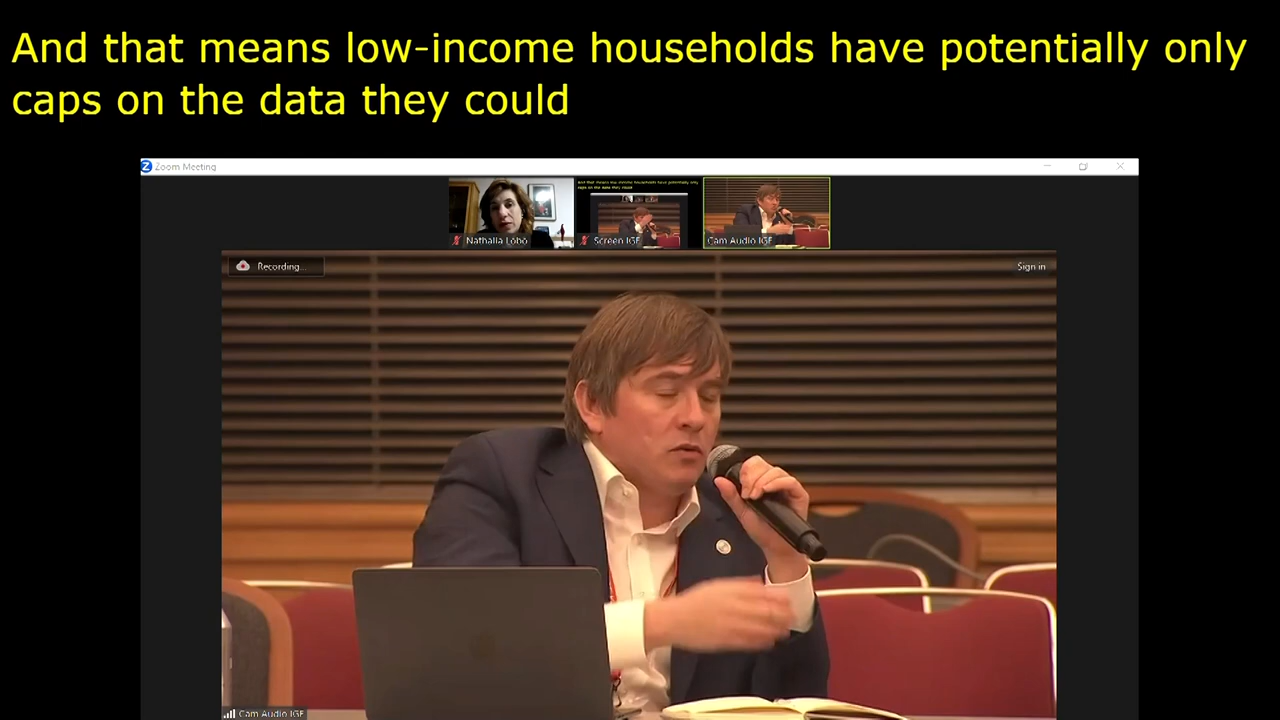 And that means low-income households have potentially only
caps on the data they could
Zoom Meeting
Nathalia Lobo
Screen IGF
Cam Audio IGF
Recording...
Sign in
Cam Audio IGF